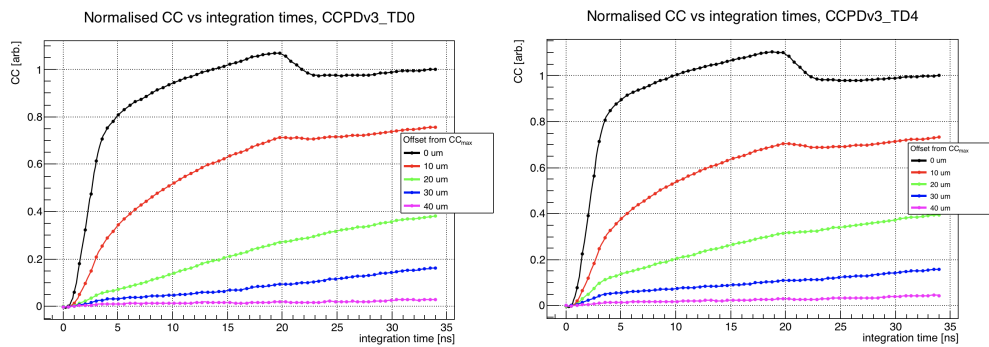 Normalised CC vs integration times, CCPDv3_TD0
CC [arb.]
1
0.8
0.6
0.4
0.2
0
0 5 10 15 20 25 30 35
integration time [ns]
Offset from CCmax
0 um
10 um
20 um
30 um
40 um
Normalised CC vs integration times, CCPDv3_TD4
CC [arb.]
1
0.8
0.6
0.4
0.2
0
0 5 10 15 20 25 30 35
integration time [ns]
Offset from CCmax
0 um
10 um
20 um
30 um
40 um